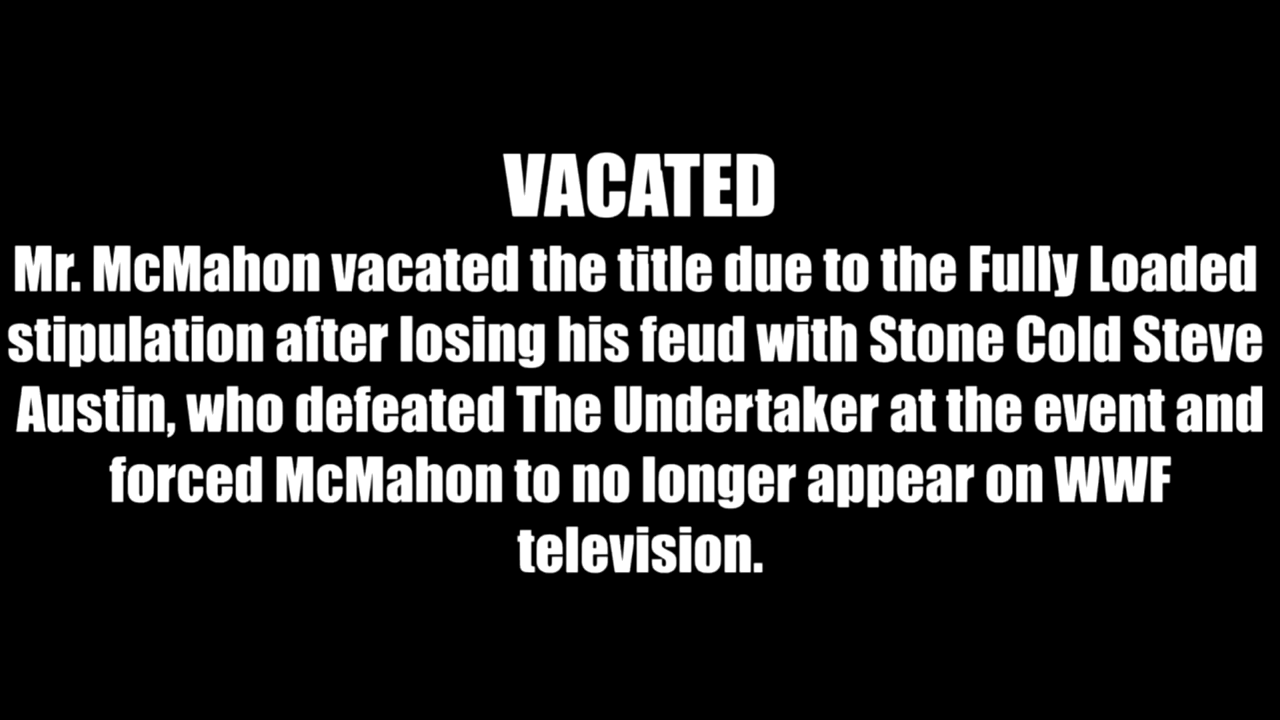 VACATED
Mr. McMahon vacated the title due to the Fully Loaded
stipulation after losing his feud with Stone Cold Steve
Austin, who defeated The Undertaker at the event and
forced McMahon to no longer appear on WWF
television.